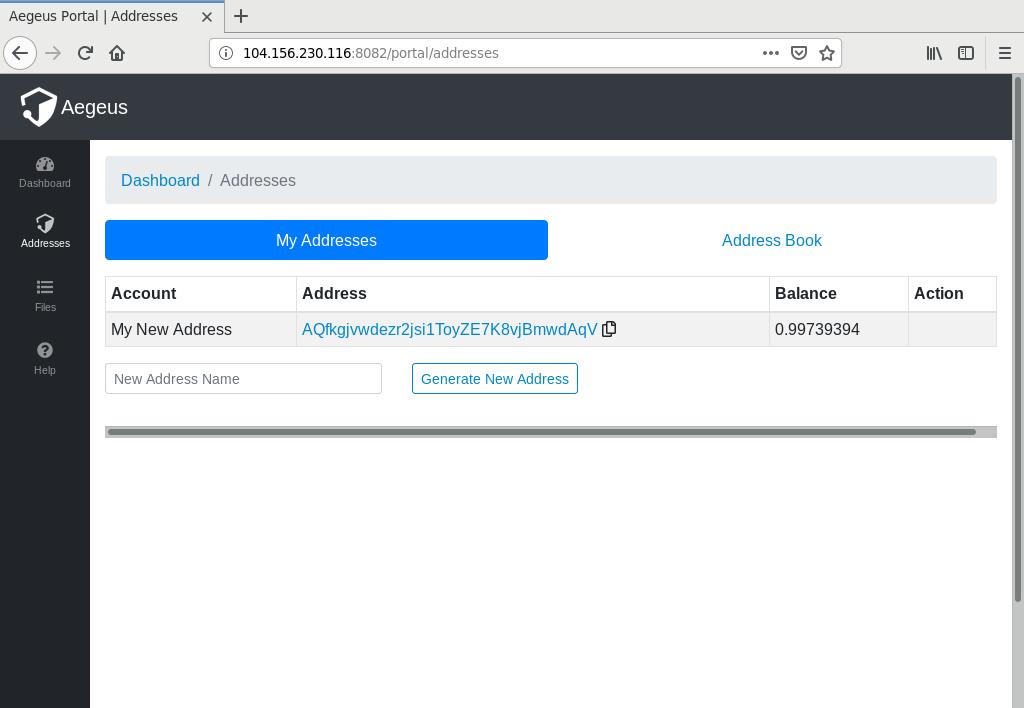 Aegeus Portal | Addresses
104.156.230.116:8082/portal/addresses
Aegeus
Dashboard
Addresses
Files
Help
Dashboard / Addresses
My Addresses Address Book
Account Address Balance Action
My New Address AQfkgjvwdezr2jsi1ToyZE7K8vjBmwdAqV 0.99739394
New Address Name Generate New Address